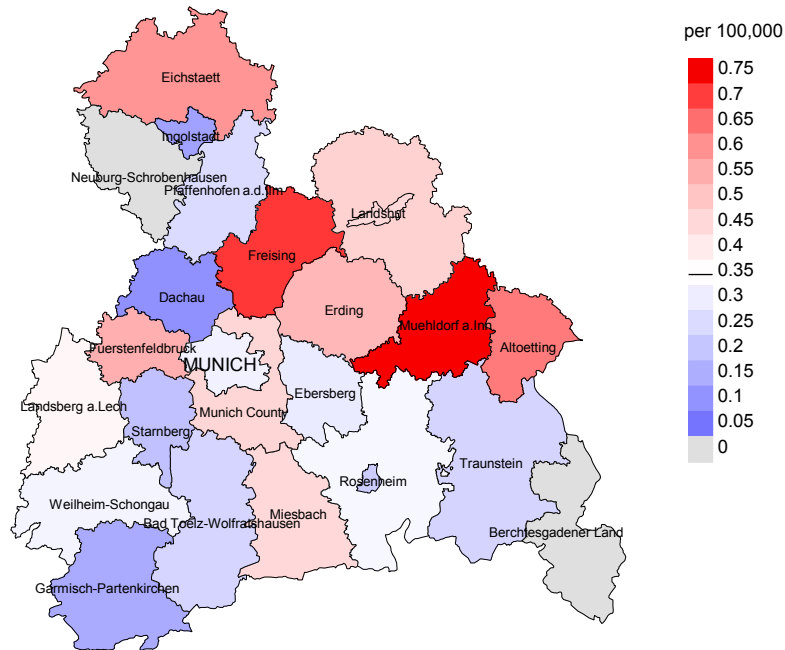 per 100,000
0.75
0.7
0.65
0.6
0.55
0.5
0.45
0.4
0.35
0.3
0.25
0.2
0.15
0.1
0.05
0
Eichstaett
Ingolstadt
Neuburg-Schrobenhausen
Pfaffenhofen a.d.Ilm
Landshut
Freising
Dachau
Erding
Muehldorf a.Inn
Altoetting
Fuerstenfeldbruck
MUNICH
Ebersberg
Landsberg a.Lech
Munich County
Starnberg
Traunstein
Rosenheim
Weilheim-Schongau
Miesbach
Bad Toelz-Wolfratshausen
Berchtesgadener Land
Garmisch-Partenkirchen